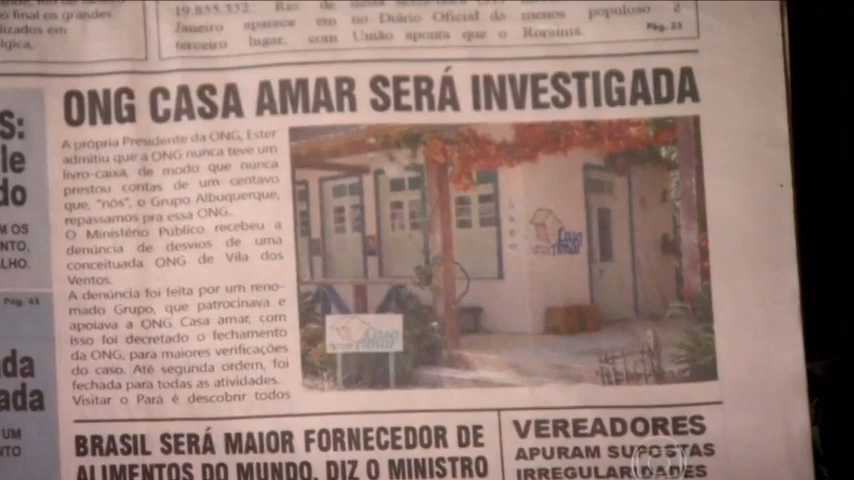 o final os grandes.
lizados em
lgica.
19.855.332
Janeiro aparece em no Diário Oficial do menos populoso é
terceiro lugar, com União aponta que o Roraima.
Pág. 23
ONG CASA AMAR SERÁ INVESTIGADA
A própria Presidente da ONG, Ester
admitiu que a ONG nunca teve um
livro-caixa, de modo que nunca
prestou contas de um centavo
que, "nós", o Grupo Albuquerque,
repassamos pra essa ONG.
O Ministério Público recebeu a
denúncia de desvios de uma
conceituada ONG de Vila dos
Ventos.
A denúncia foi feita por um reno-
mado Grupo, que patrocinava e
apoiava a ONG Casa amar, com
isso foi decretado o fechamento
da ONG, para maiores verificações
do caso. Até segunda ordem, foi
fechada para todas as atividades.
Visitar o Pará é descobrir todos
Casa
Amar
Casa
Amar
S:
le
do
M OS
NTO,
ALHO.
Pág. 43
da
ada
UM
NTO
BRASIL SERÁ MAIOR FORNECEDOR DE
ALIMENTOS DO MUNDO, DIZ O MINISTRO
VEREADORES
APURAM SUPOSTAS
IRREGULARIDADES